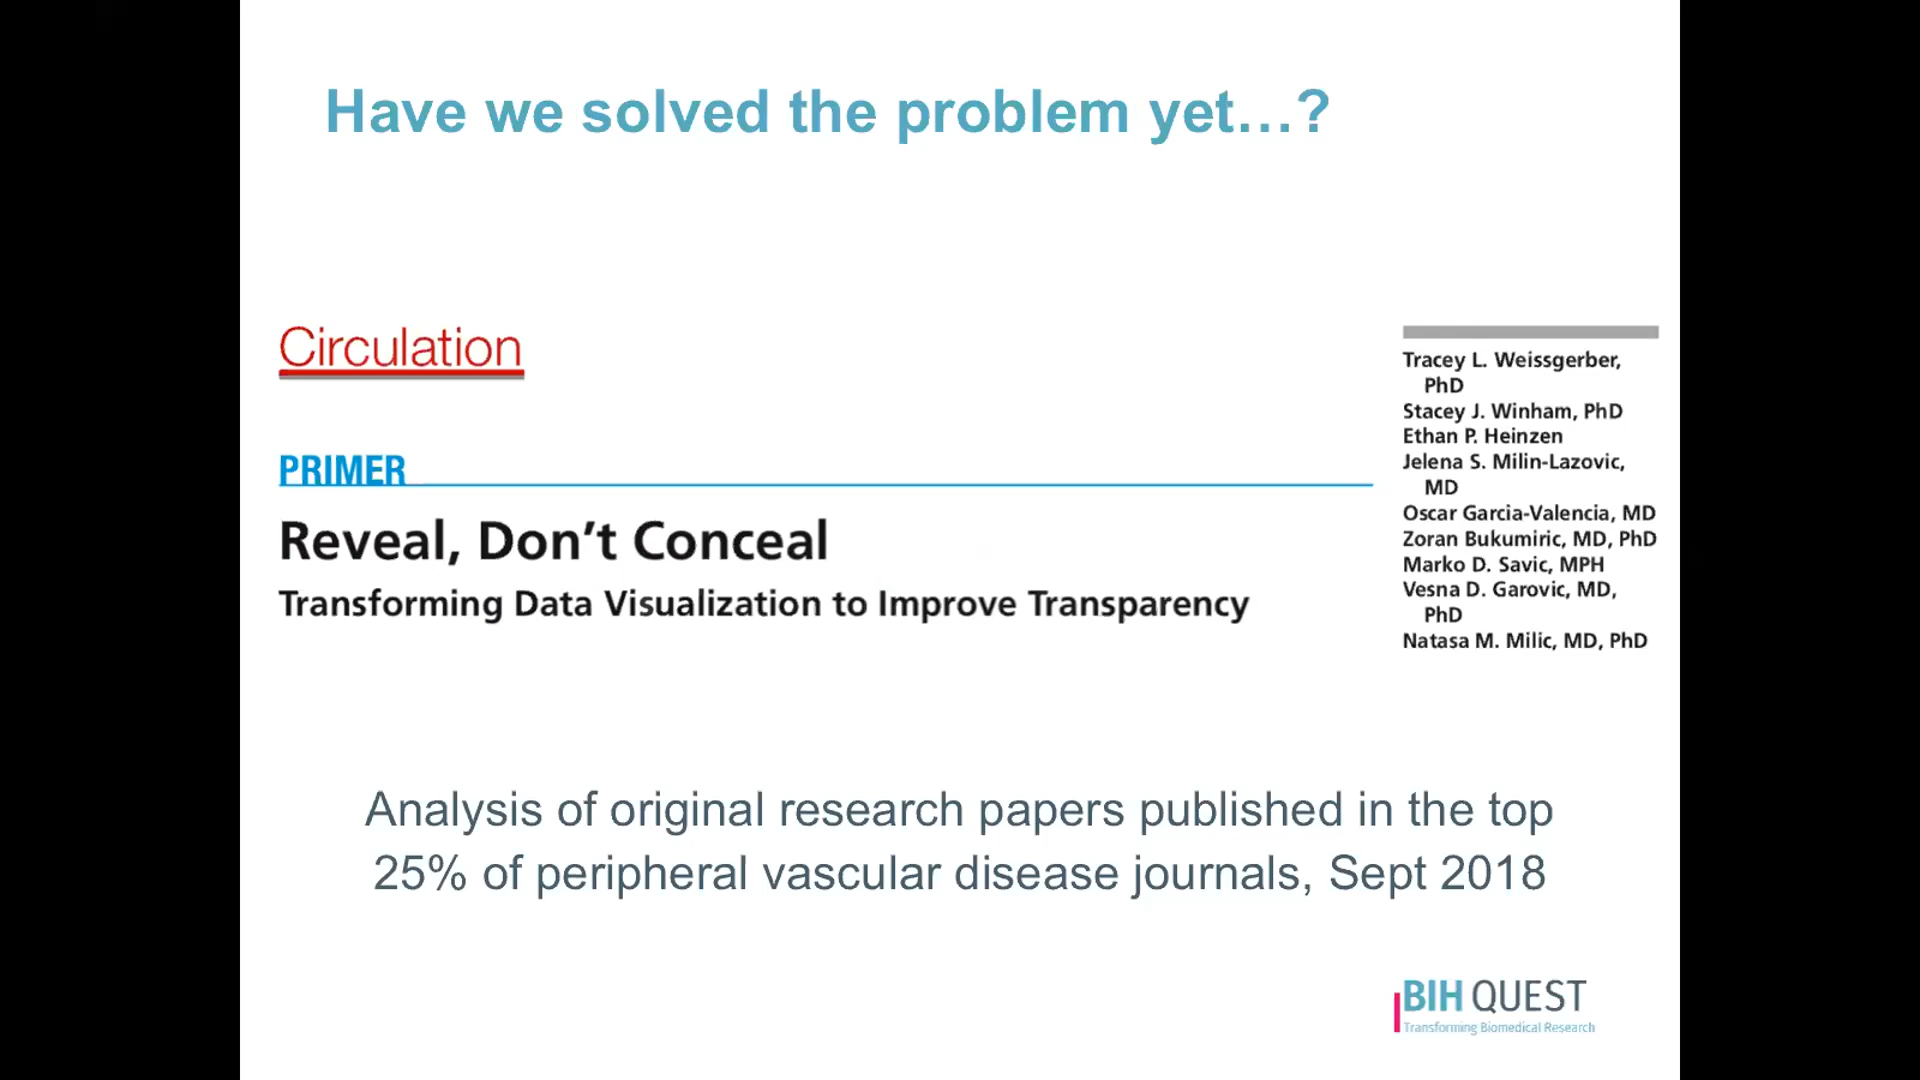 Have we solved the problem yet...?
Circulation
PRIMER
Reveal, Don't Conceal
Transforming Data Visualization to Improve Transparency
Tracey L. Weissgerber,
PhD
Stacey J. Winham, PhD
Ethan P. Heinzen
Jelena S. Milin-Lazovic,
MD
Oscar Garcia-Valencia, MD
Zoran Bukumiric, MD, PhD
Marko D. Savic, MPH
Vesna D. Garovic, MD,
PhD
Natasa M. Milic, MD, PhD
Analysis of original research papers published in the top
25% of peripheral vascular disease journals, Sept 2018
BIH QUEST
Transforming Biomedical Research